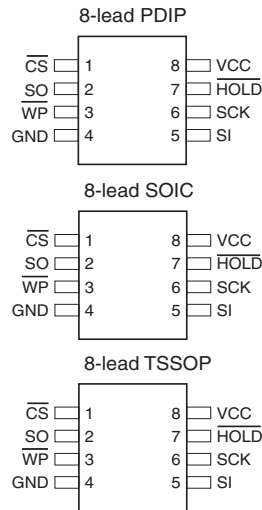 8-lead PDIP
CS 1 8 VCC
SO 2 7 HOLD
WP 3 6 SCK
GND 4 5 SI
8-lead SOIC
CS 1 8 VCC
SO 2 7 HOLD
WP 3 6 SCK
GND 4 5 SI
8-lead TSSOP
CS 1 8 VCC
SO 2 7 HOLD
WP 3 6 SCK
GND 4 5 SI